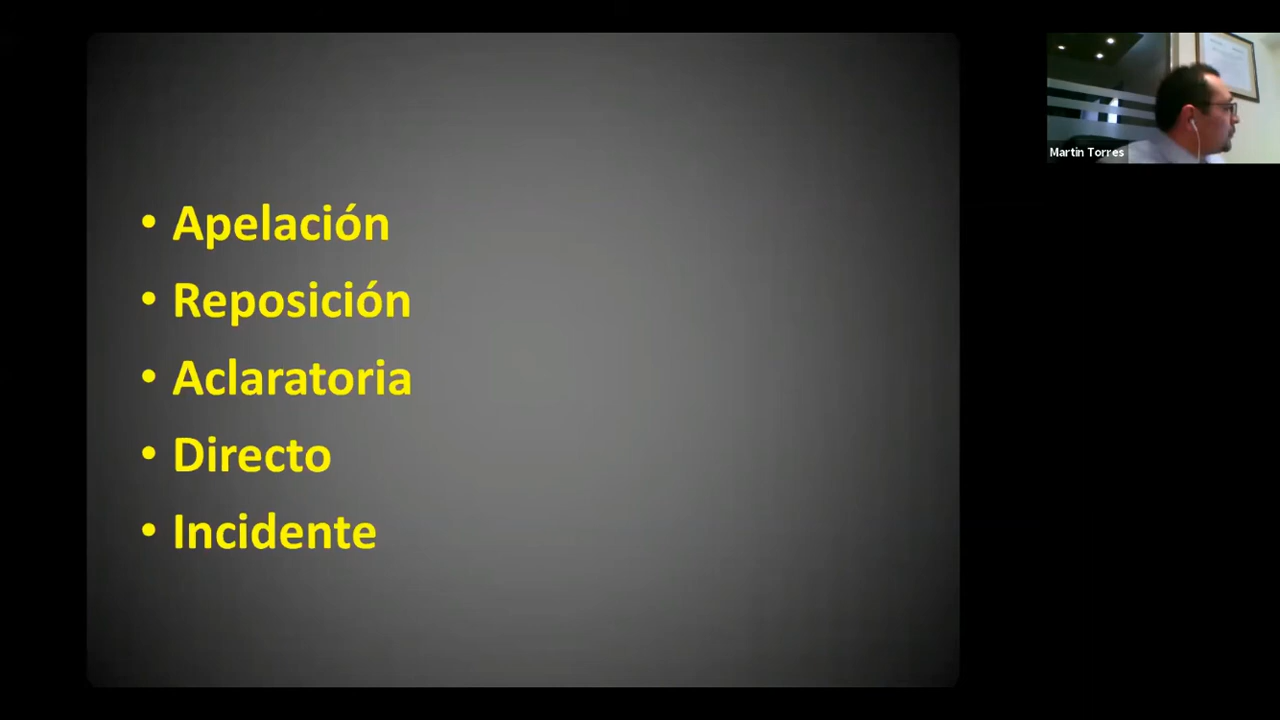 • Apelación
• Reposición
• Aclaratoria
• Directo
• Incidente
Martin Torres